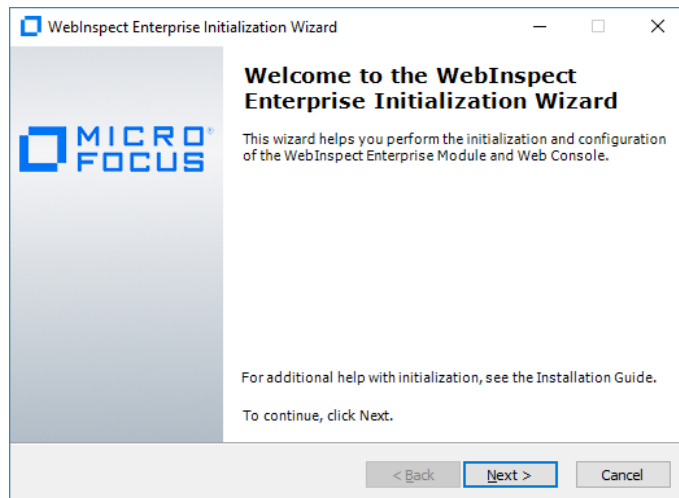 WebInspect Enterprise Initialization Wizard
Welcome to the WebInspect
Enterprise Initialization Wizard
MICRO®
FOCUS
This wizard helps you perform the initialization and configuration
of the WebInspect Enterprise Module and Web Console.
For additional help with initialization, see the Installation Guide.
To continue, click Next.
< Back Next > Cancel